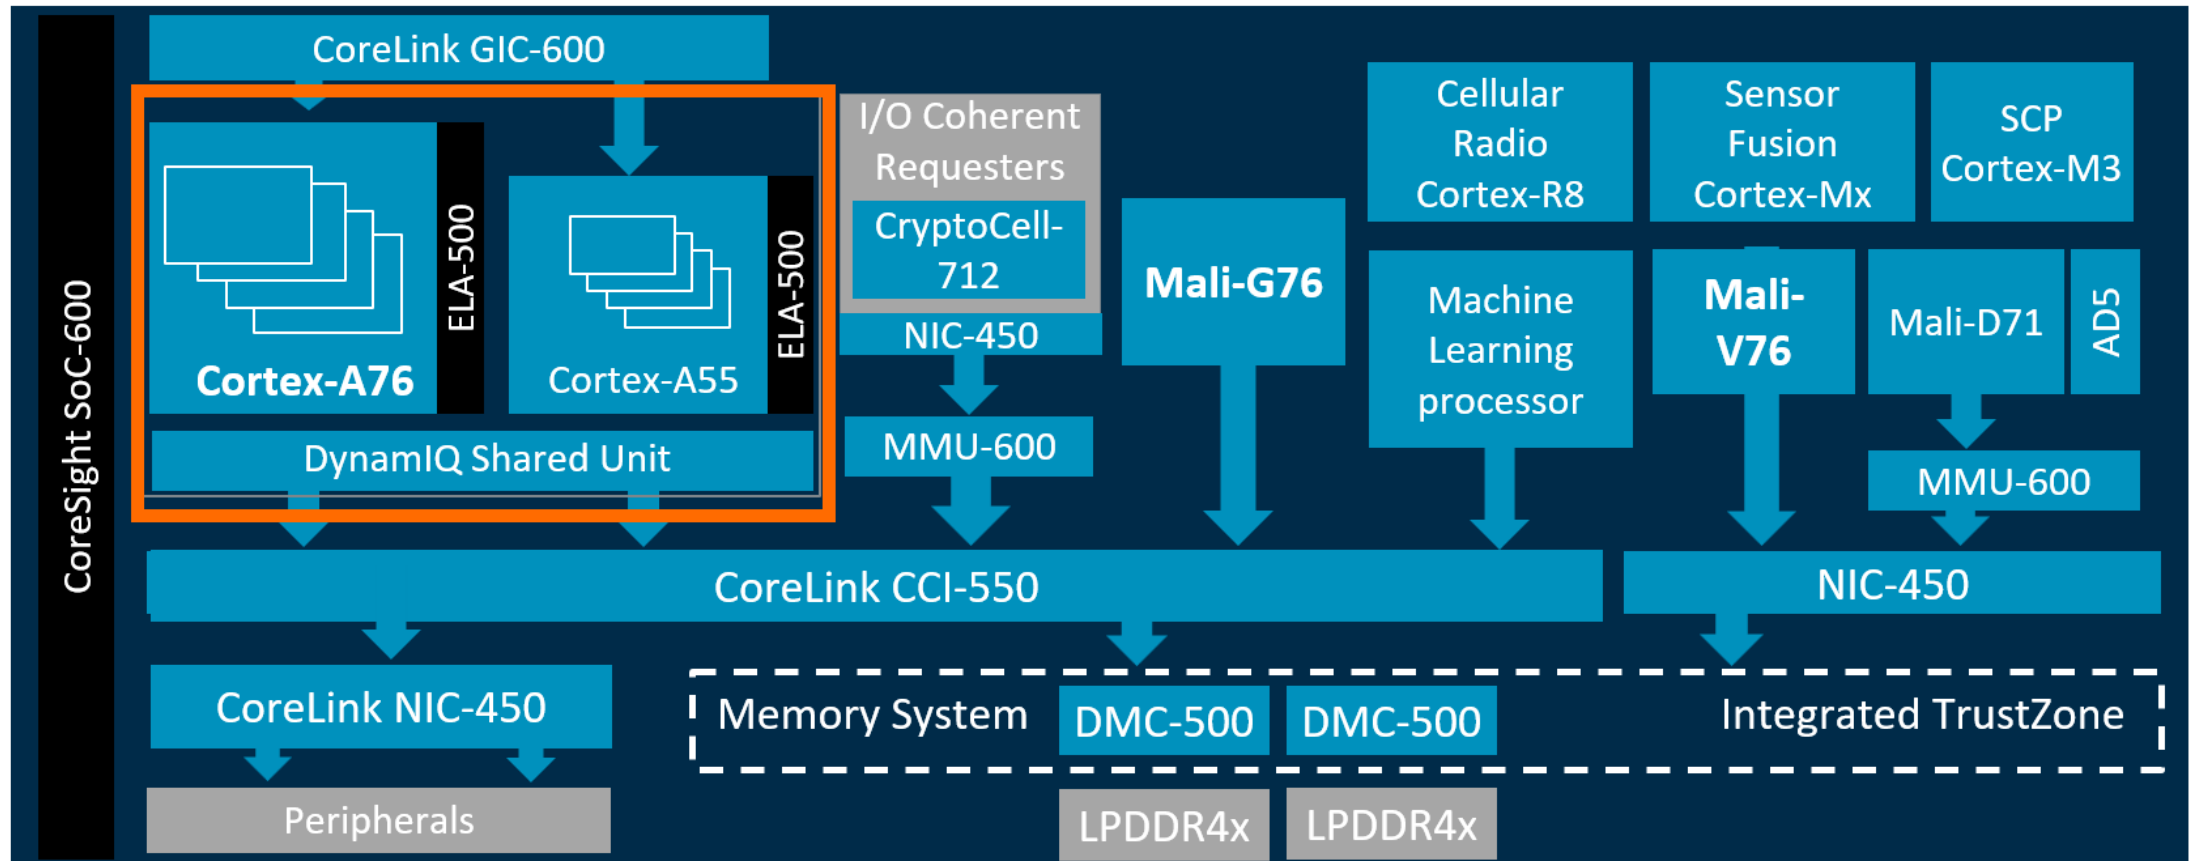 CoreSight SoC-600
CoreLink GIC-600
Cortex-A76
ELA-500
Cortex-A55
ELA-500
DynamIQ Shared Unit
I/O Coherent
Requesters
CryptoCell-
712
NIC-450
MMU-600
Mali-G76
Cellular
Radio
Cortex-R8
Machine
Learning
processor
Sensor
Fusion
Cortex-Mx
SCP
Cortex-M3
Mali-
V76
Mali-D71
AD5
MMU-600
CoreLink CCI-550
NIC-450
CoreLink NIC-450
Peripherals
Memory System
DMC-500
DMC-500
Integrated TrustZone
LPDDR4x
LPDDR4x